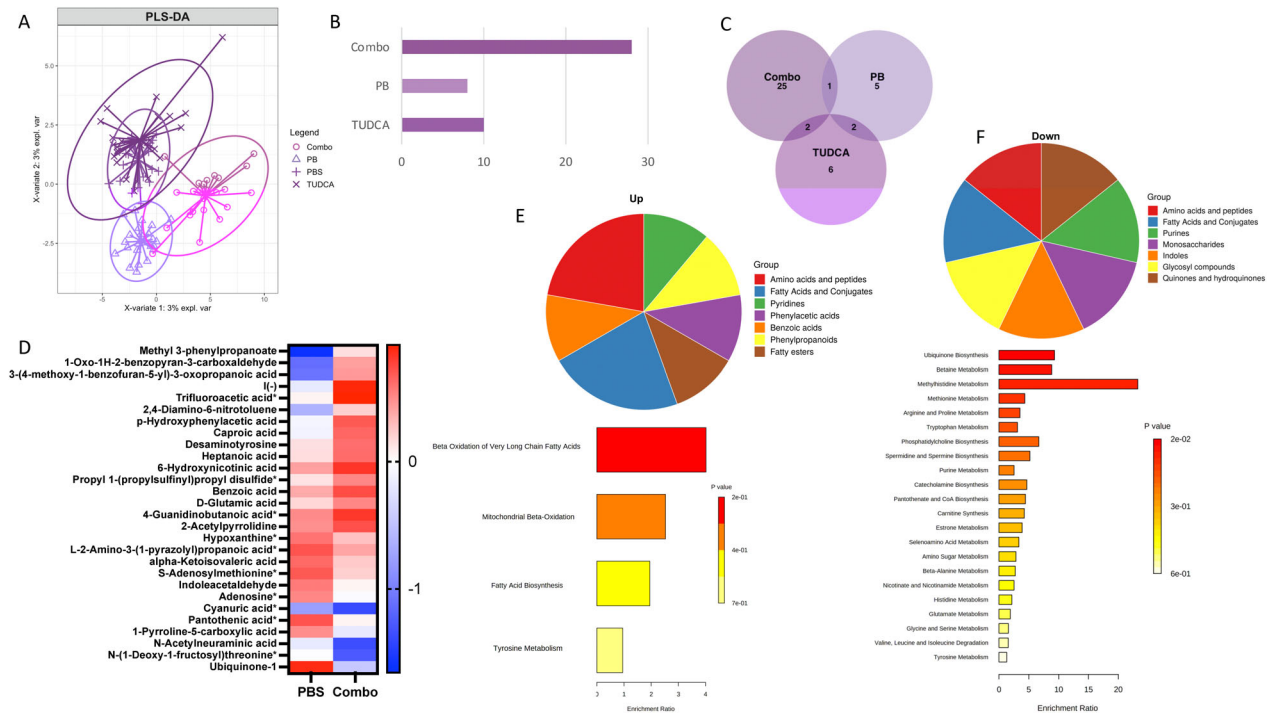 A
PLS-DA
5.0
2.5
0.0
-2.5
-5
0
5
10
X-variate 2: 3% expl. var
X-variate 1: 3% expl. var
Legend
Combo
PB
PBS
TUDCA
B
Combo
PB
TUDCA
0
10
20
30
C
Combo
25
1
PB
5
2
2
TUDCA
6
D
Methyl 3-phenylpropanoate
1-Oxo-1H-2-benzopyran-3-carboxaldehyde
3-(4-methoxy-1-benzofuran-5-yl)-3-oxopropanoic acid
I(-)
Trifluoroacetic acid*
2,4-Diamino-6-nitrotoluene
p-Hydroxyphenylacetic acid
Caproic acid
Desaminotyrosine
Heptanoic acid
6-Hydroxynicotinic acid
Propyl 1-(propylsulfinyl)propyl disulfide*
Benzoic acid
D-Glutamic acid
4-Guanidinobutanoic acid*
2-Acetylpyrrolidine
Hypoxanthine*
L-2-Amino-3-(1-pyrazolyl)propanoic acid*
alpha-Ketoisovaleric acid
S-Adenosylmethionine*
Indoleacetaldehyde
Adenosine*
Cyanuric acid*
Pantothenic acid*
1-Pyrroline-5-carboxylic acid
N-Acetylneuraminic acid
N-(1-Deoxy-1-fructosyl)threonine*
Ubiquinone-1
PBS
Combo
0
-1
E
Up
Group
Amino acids and peptides
Fatty Acids and Conjugates
Pyridines
Phenylacetic acids
Benzoic acids
Phenylpropanoids
Fatty esters
Beta Oxidation of Very Long Chain Fatty Acids
Mitochondrial Beta-Oxidation
Fatty Acid Biosynthesis
Tyrosine Metabolism
0
1
2
3
4
Enrichment Ratio
P value
2e-01
4e-01
7e-01
F
Down
Group
Amino acids and peptides
Fatty Acids and Conjugates
Purines
Monosaccharides
Indoles
Glycosyl compounds
Quinones and hydroquinones
Ubiquinone Biosynthesis
Betaine Metabolism
Methylhistidine Metabolism
Methionine Metabolism
Arginine and Proline Metabolism
Tryptophan Metabolism
Phosphatidylcholine Biosynthesis
Spermidine and Spermine Biosynthesis
Purine Metabolism
Catecholamine Biosynthesis
Pantothenate and CoA Biosynthesis
Carnitine Synthesis
Estrone Metabolism
Selenoamino Acid Metabolism
Amino Sugar Metabolism
Beta-Alanine Metabolism
Nicotinate and Nicotinamide Metabolism
Histidine Metabolism
Glutamate Metabolism
Glycine and Serine Metabolism
Valine, Leucine and Isoleucine Degradation
Tyrosine Metabolism
0
5
10
15
20
Enrichment Ratio
P value
2e-02
3e-01
6e-01